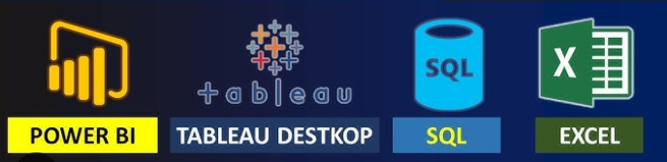 tableau
SQL
X
POWER BI
TABLEAU DESTKOP
SQL
EXCEL